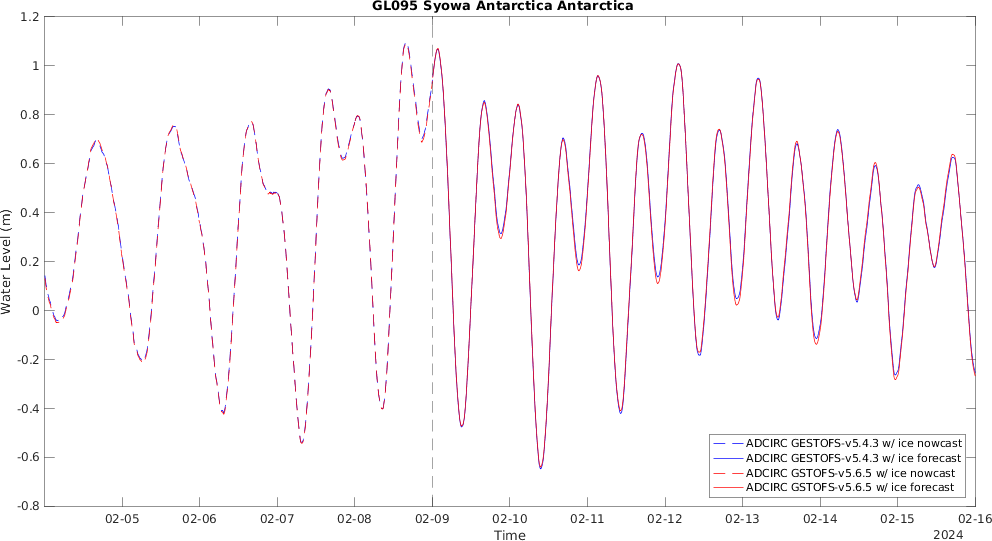 GL095 Syowa Antarctica Antarctica
1.2
1
0.8
0.6
0.4
0.2
0
-0.2
-0.4
-0.6
-0.8
Water Level (m)
02-05 02-06 02-07 02-08 02-09 02-10 02-11 02-12 02-13 02-14 02-15 02-16
Time
2024
ADCIRC GESTOFS-v5.4.3 w/ ice nowcast
ADCIRC GESTOFS-v5.4.3 w/ ice forecast
ADCIRC GSTOFS-v5.6.5 w/ ice nowcast
ADCIRC GSTOFS-v5.6.5 w/ ice forecast